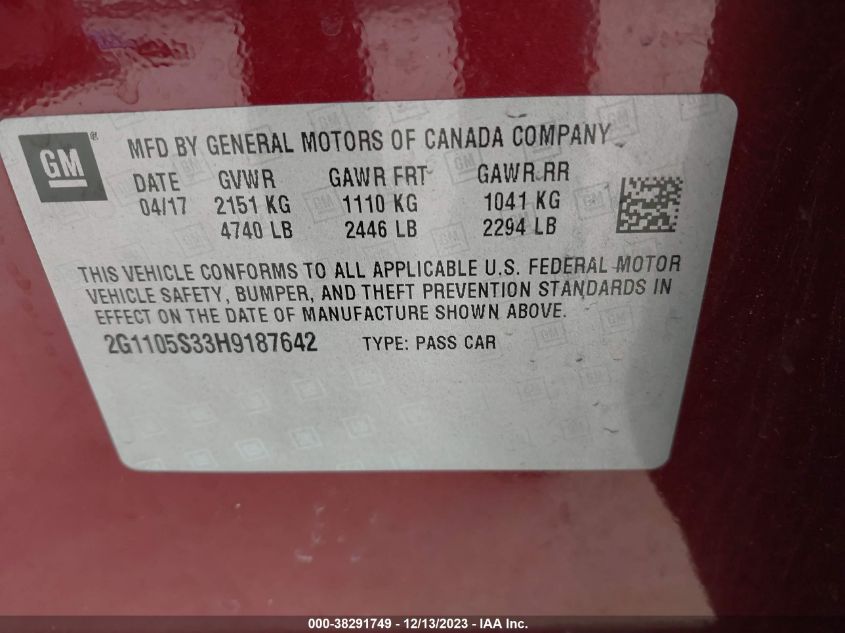 GM
MFD BY GENERAL MOTORS OF CANADA COMPANY
DATE GVWR GAWR FRT GAWR RR
04/17 2151 KG 1110 KG 1041 KG
4740 LB 2446 LB 2294 LB
THIS VEHICLE CONFORMS TO ALL APPLICABLE U.S. FEDERAL MOTOR
VEHICLE SAFETY, BUMPER, AND THEFT PREVENTION STANDARDS IN
EFFECT ON THE DATE OF MANUFACTURE SHOWN ABOVE.
2G1105S33H9187642 TYPE: PASS CAR
000-38291749 - 12/13/2023 - IAA Inc.